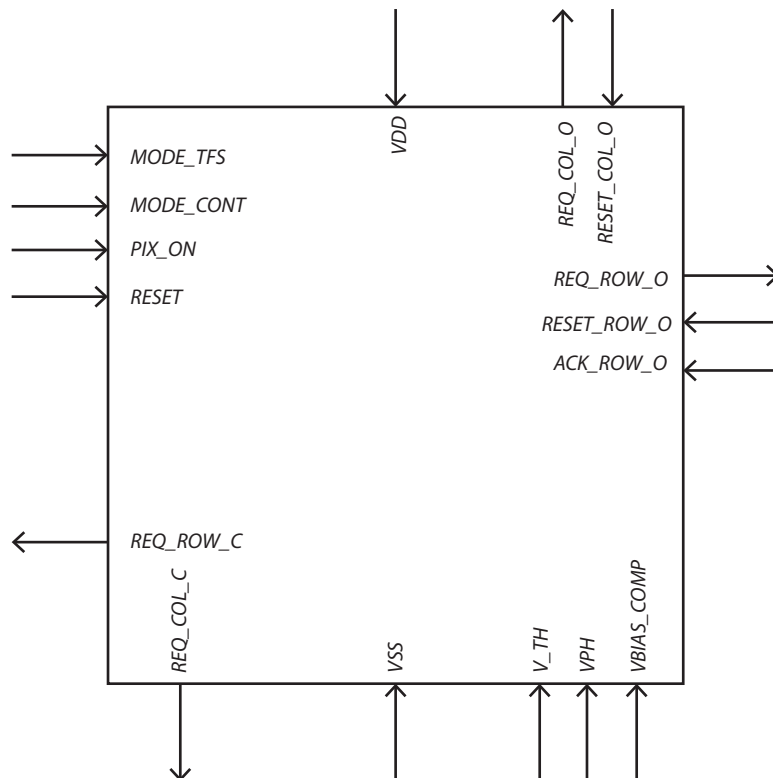 VDD
REQ_COL_O
RESET_COL_O
MODE_TFS
MODE_CONT
PIX_ON
RESET
REQ_ROW_O
RESET_ROW_O
ACK_ROW_O
REQ_ROW_C
REQ_COL_C
VSS
V_TH
VPH
VBIAS_COMP